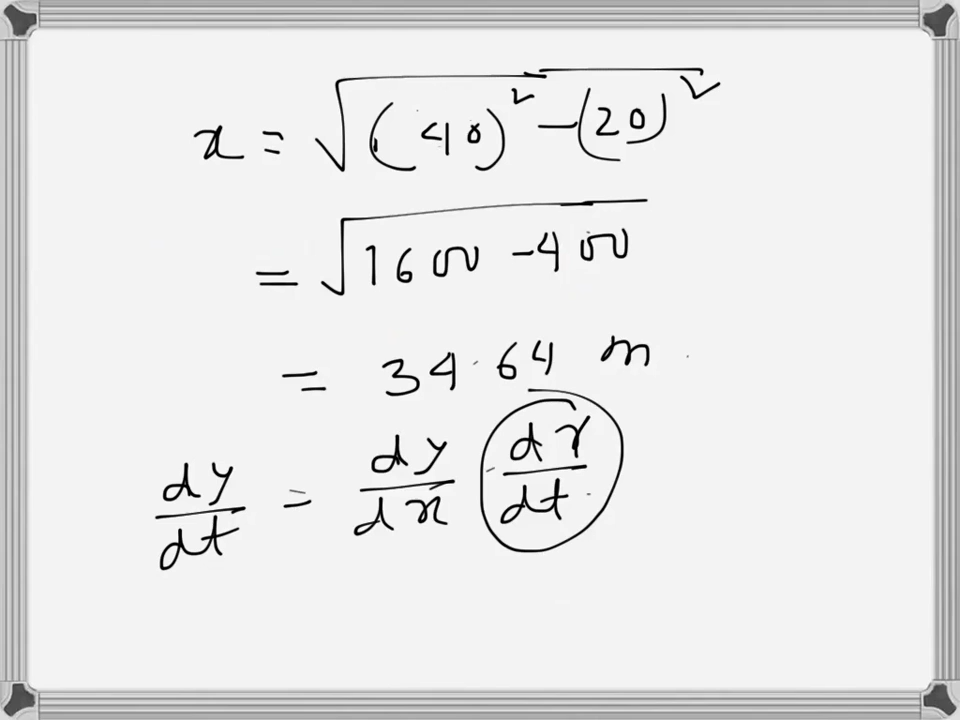 x = √((40)² - (20)²)
= √(1600 - 400)
= 34.64 m
dy/dt = dy/dx dx/dt